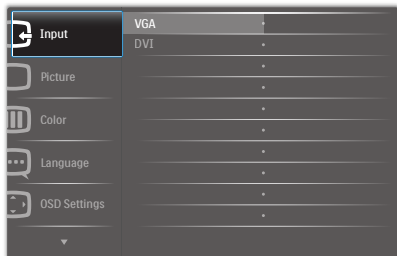 Input
VGA
DVI
Picture
Color
Language
OSD Settings